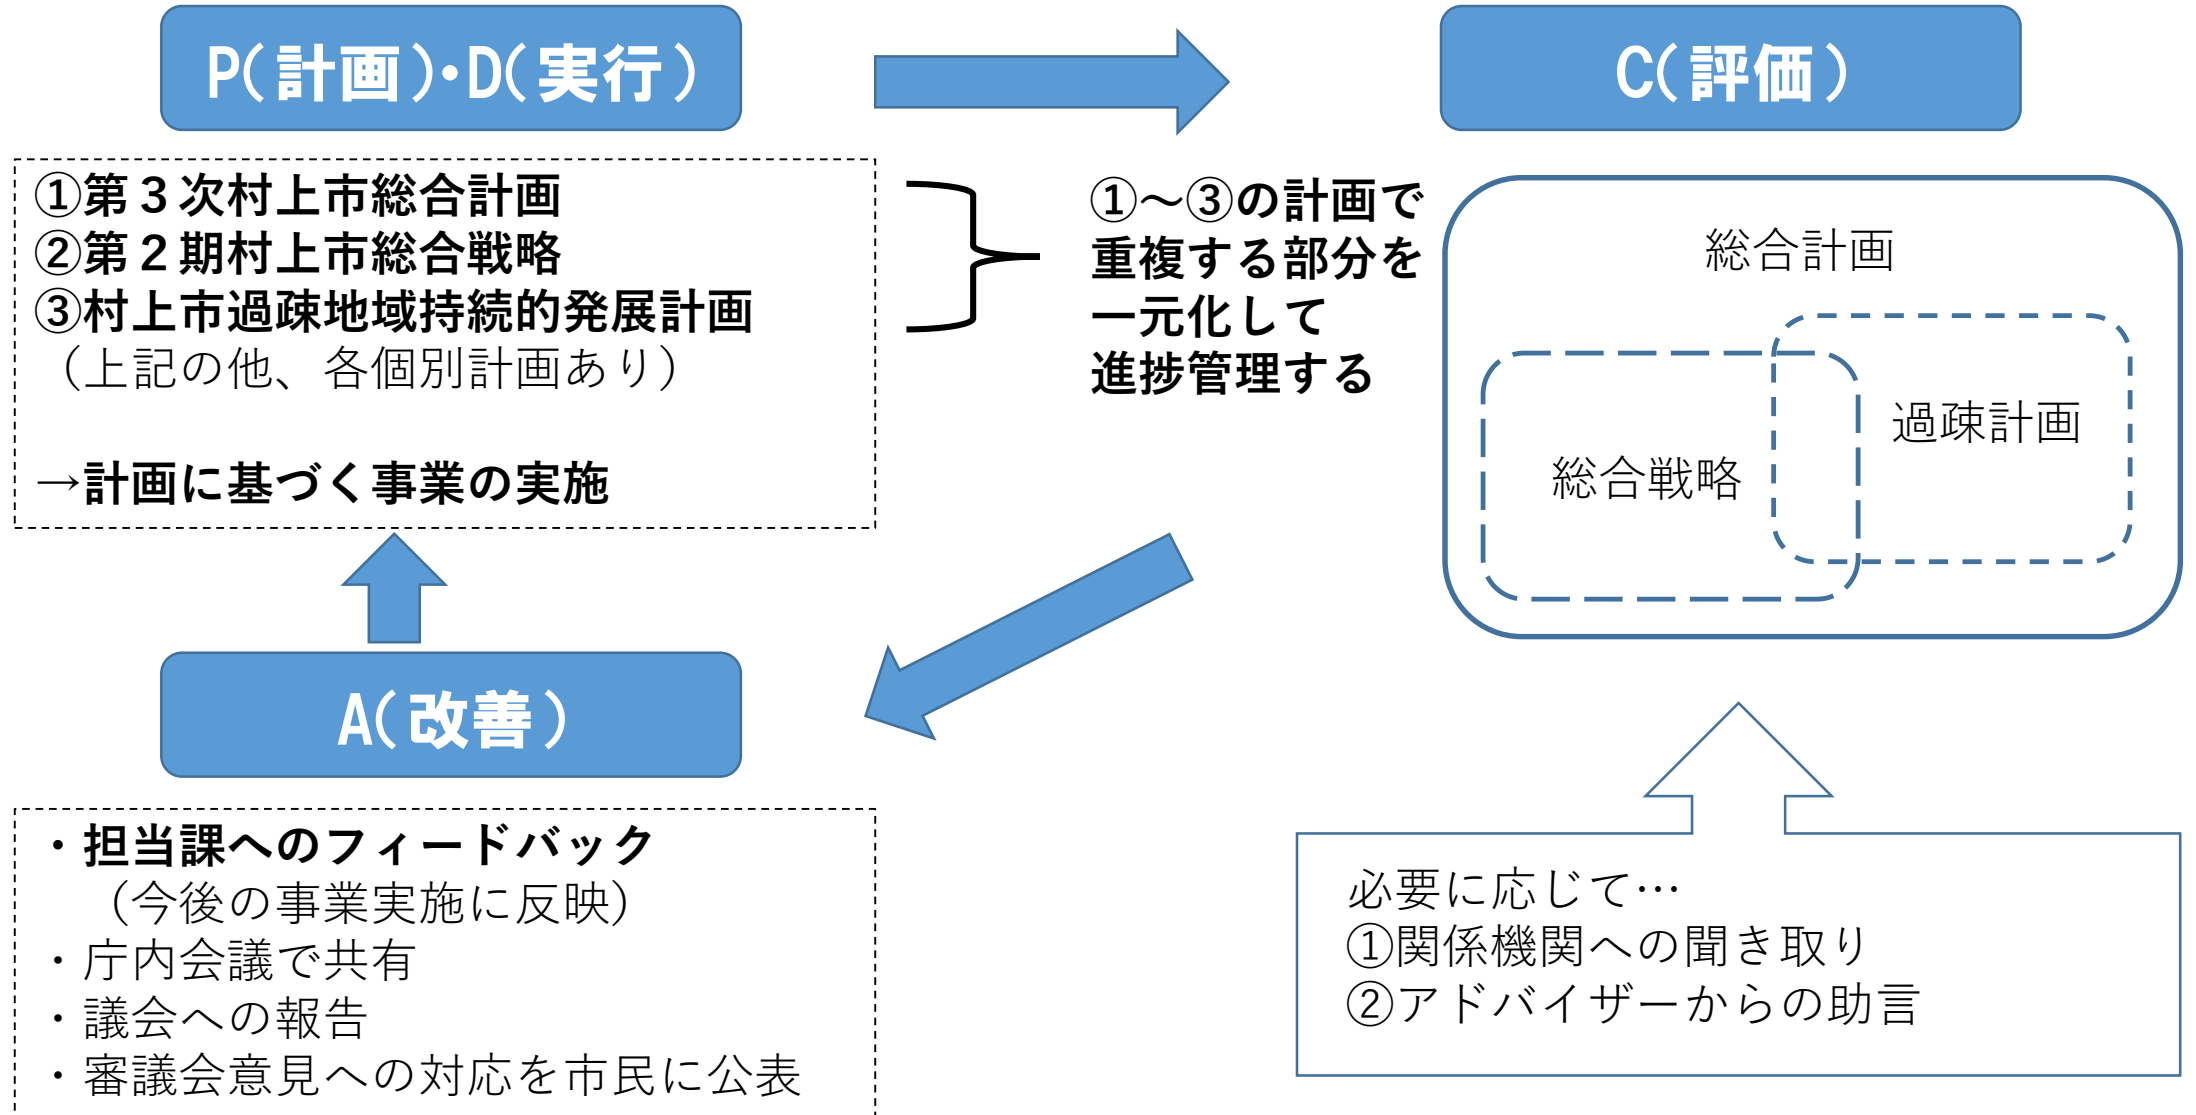 P(計画)・D(実行)
①第３次村上市総合計画
②第２期村上市総合戦略
③村上市過疎地域持続的発展計画
（上記の他、各個別計画あり）
→計画に基づく事業の実施
①～③の計画で
重複する部分を
一元化して
進捗管理する
C(評価)
総合計画
過疎計画
総合戦略
A(改善)
・担当課へのフィードバック
（今後の事業実施に反映）
・庁内会議で共有
・議会への報告
・審議会意見への対応を市民に公表
必要に応じて…
①関係機関への聞き取り
②アドバイザーからの助言